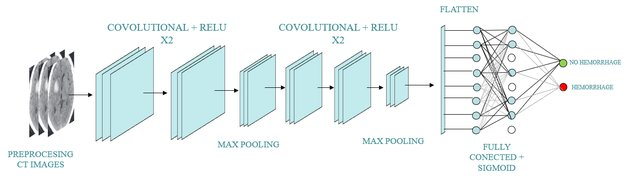 FLATTEN
COVOLUTIONAL + RELU
X2
COVOLUTIONAL + RELU
X2
NO HEMORRHAGE
HEMORRHAGE
MAX POOLING
MAX POOLING
PREPROCESING
CT IMAGES
FULLY
CONECTED +
SIGMOID